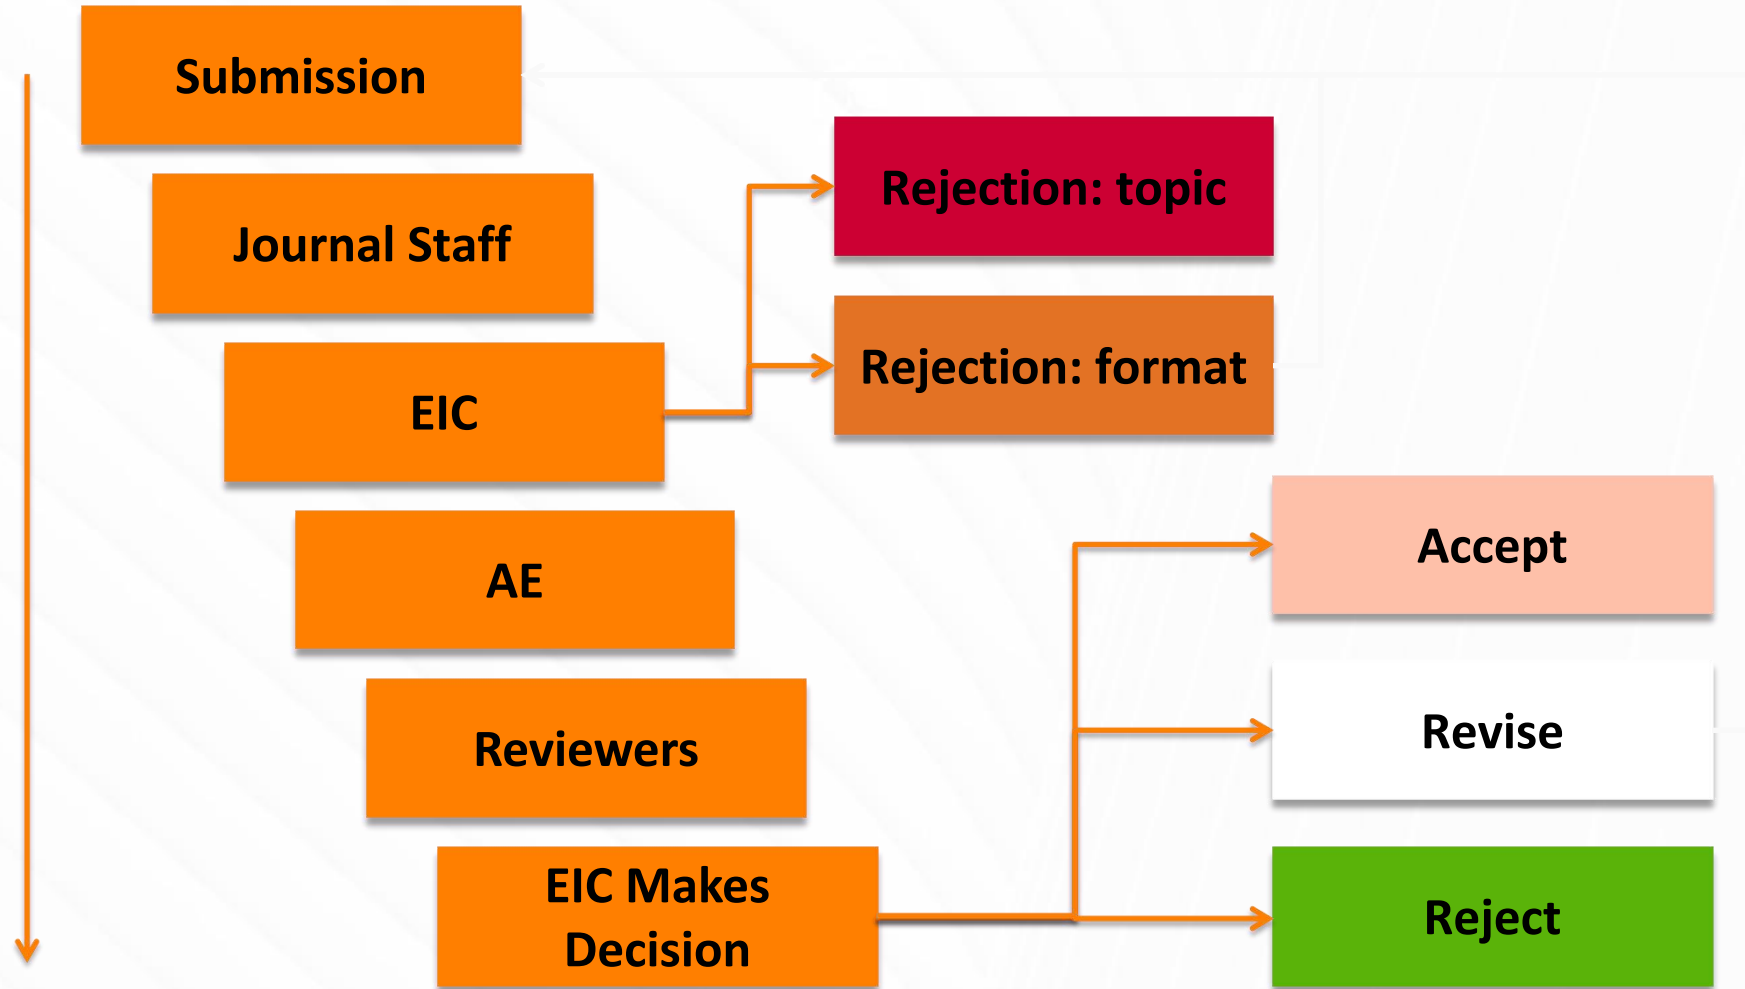 Submission
Journal Staff
EIC
AE
Reviewers
EIC Makes
Decision
Rejection: topic
Rejection: format
Accept
Revise
Reject